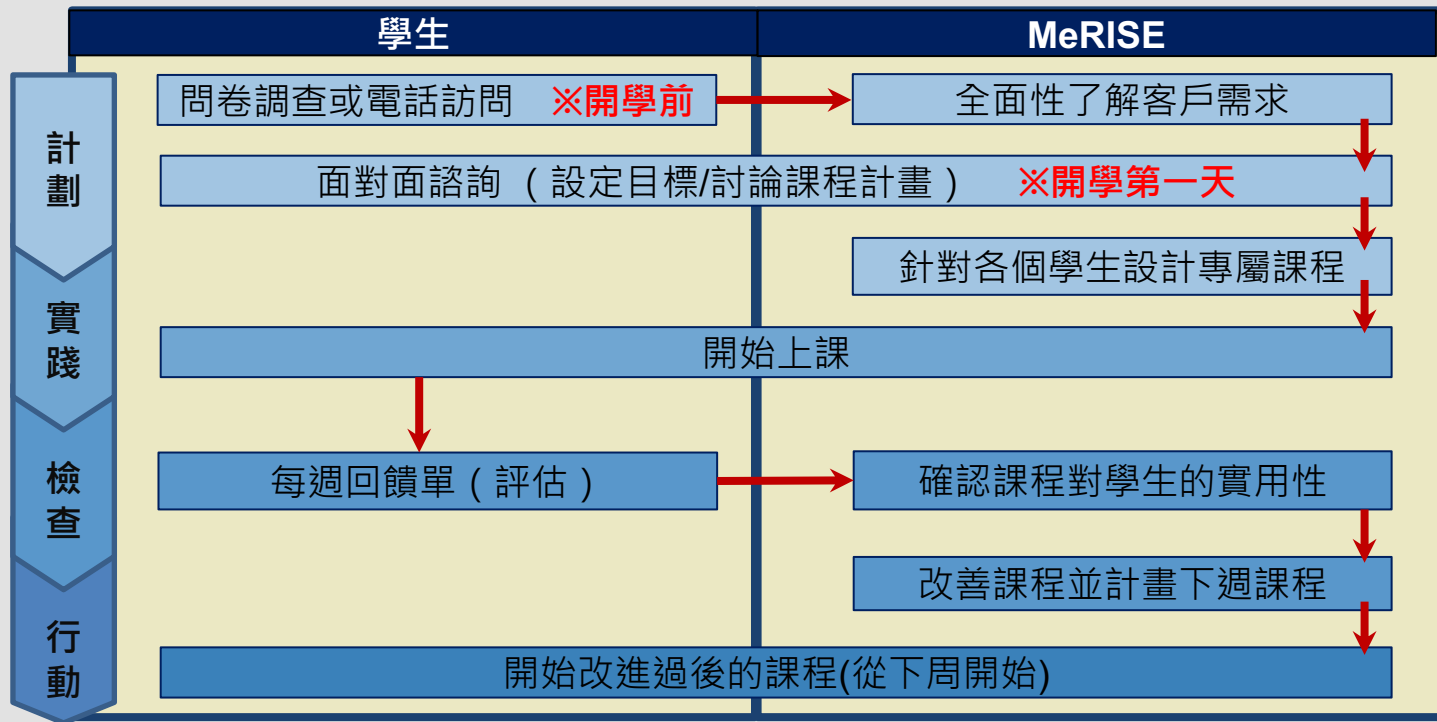 學生
MeRISE
計劃
問卷調查或電話訪問 ※開學前
全面性了解客戶需求
面對面諮詢（設定目標/討論課程計畫） ※開學第一天
針對各個學生設計專屬課程
實踐
開始上課
檢查
每週回饋單（評估）
確認課程對學生的實用性
改善課程並計畫下週課程
行動
開始改進過後的課程(從下周開始)